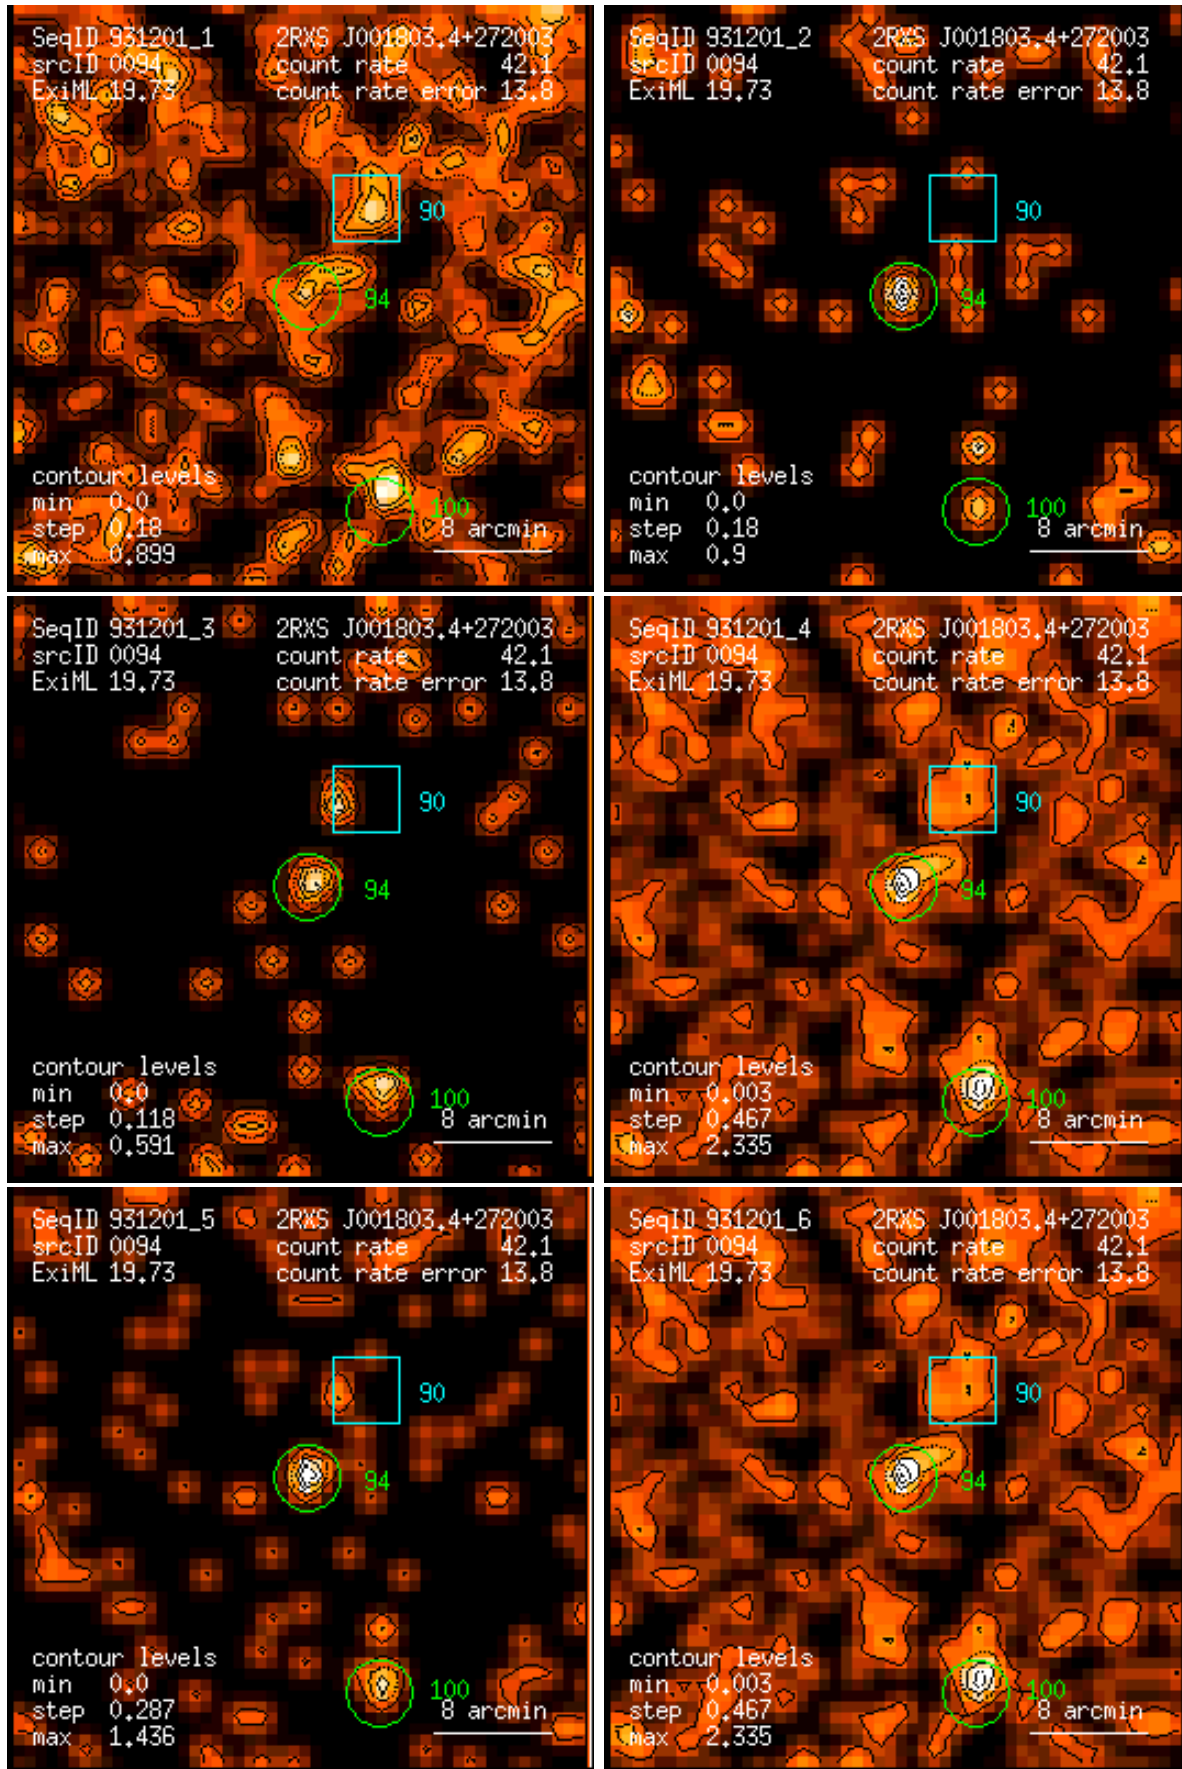 SeqID 931201_1 2RXS J001803.4+272003
srcID 0094 count rate 42.1
ExiML 19.73 count rate error 13.8
90
94
contour levels
min 0.0 100
step 0.18 8 arcmin
max 0.899
SeqID 931201_2 2RXS J001803.4+272003
srcID 0094 count rate 42.1
ExiML 19.73 count rate error 13.8
90
94
contour levels
min 0.0 100
step 0.18 8 arcmin
max 0.9
SeqID 931201_3 2RXS J001803.4+272003
srcID 0094 count rate 42.1
ExiML 19.73 count rate error 13.8
90
94
contour levels
min 0.0 100
step 0.118 8 arcmin
max 0.591
SeqID 931201_4 2RXS J001803.4+272003
srcID 0094 count rate 42.1
ExiML 19.73 count rate error 13.8
90
94
contour levels
min 0.003 100
step 0.467 8 arcmin
max 2.335
SeqID 931201_5 2RXS J001803.4+272003
srcID 0094 count rate 42.1
ExiML 19.73 count rate error 13.8
90
94
contour levels
min 0.0 100
step 0.287 8 arcmin
max 1.436
SeqID 931201_6 2RXS J001803.4+272003
srcID 0094 count rate 42.1
ExiML 19.73 count rate error 13.8
90
94
contour levels
min 0.003 100
step 0.467 8 arcmin
max 2.335